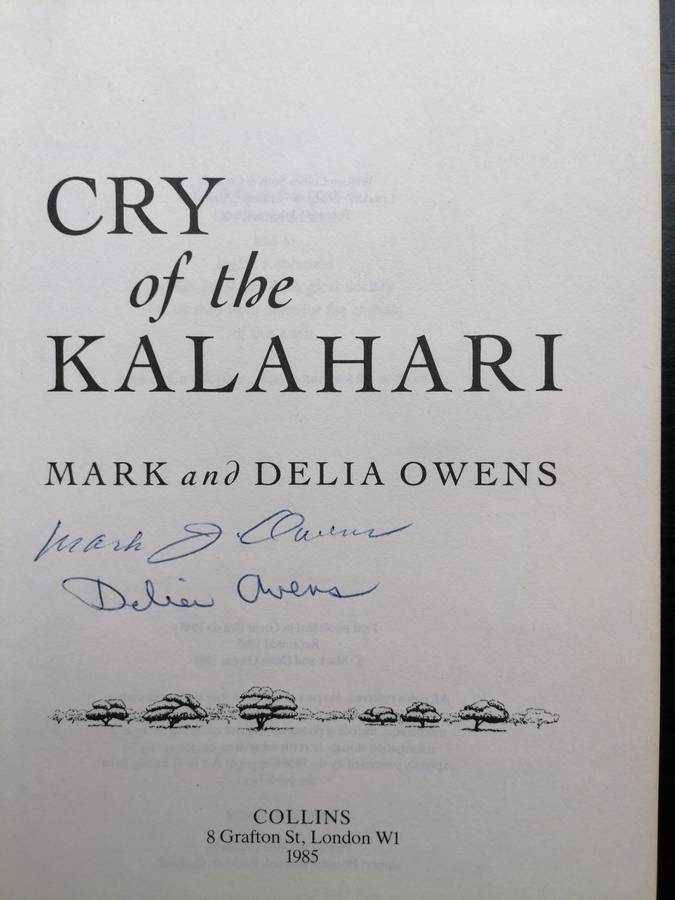 CRY
of the
KALAHARI
MARK and DELIA OWENS
Mark J. Owens
Delia Owens
COLLINS
8 Grafton St, London W1
1985